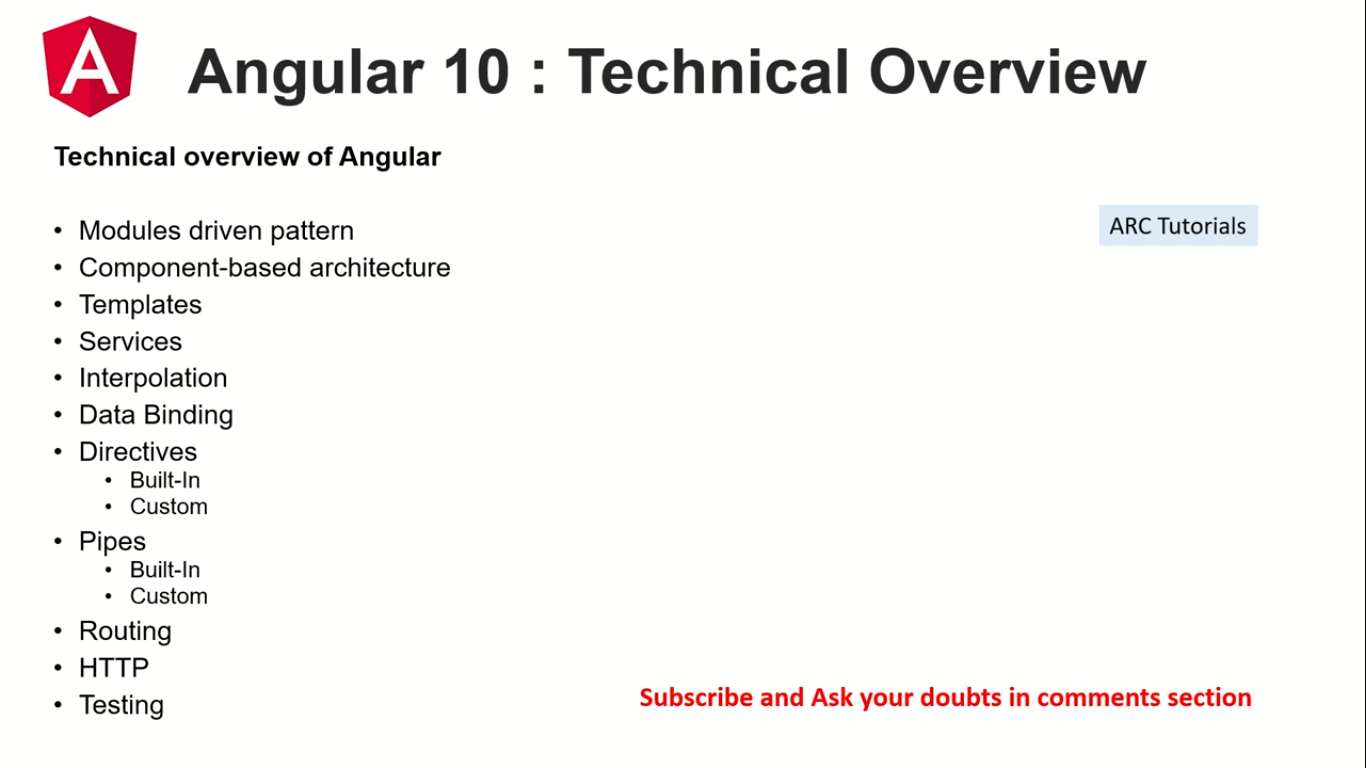 A
Angular 10 : Technical Overview
Technical overview of Angular
• Modules driven pattern
ARC Tutorials
• Component-based architecture
• Templates
• Services
• Interpolation
• Data Binding
• Directives
• Built-In
• Custom
• Pipes
• Built-In
• Custom
• Routing
• HTTP
• Testing
Subscribe and Ask your doubts in comments section